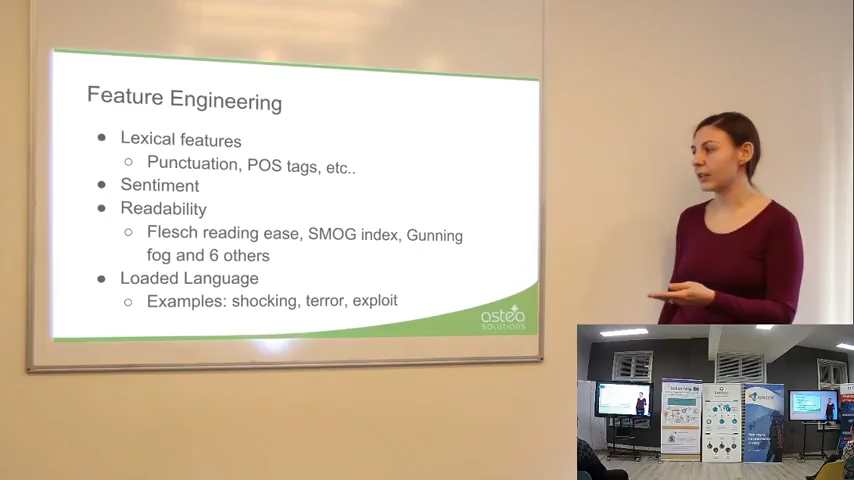 Feature Engineering
● Lexical features
○ Punctuation, POS tags, etc..
● Sentiment
● Readability
○ Flesch reading ease, SMOG index, Gunning
fog and 6 others
● Loaded Language
○ Examples: shocking, terror, exploit
astea
SOLUTIONS